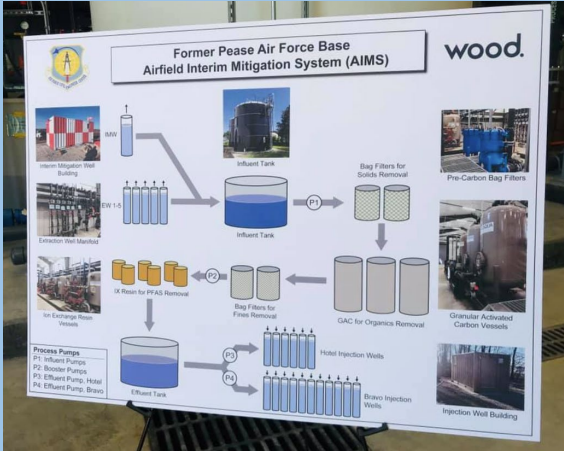 Former Pease Air Force Base
Airfield Interim Mitigation System (AIMS)
wood.
IMW
Interim Mitigation Well
Building
Influent Tank
Bag Filters for
Solids Removal
Pre-Carbon Bag Filters
EW 1-5
P1
Extraction Well Manifold
Influent Tank
IX Resin for PFAS Removal
P2
Bag Filters for
Fines Removal
GAC for Organics Removal
Granular Activated
Carbon Vessels
Ion Exchange Resin
Vessels
Process Pumps
P1: Influent Pumps
P2: Booster Pumps
P3: Effluent Pump, Hotel
P4: Effluent Pump, Bravo
Effluent Tank
P3
P4
Hotel Injection Wells
Bravo Injection
Wells
Injection Well Building